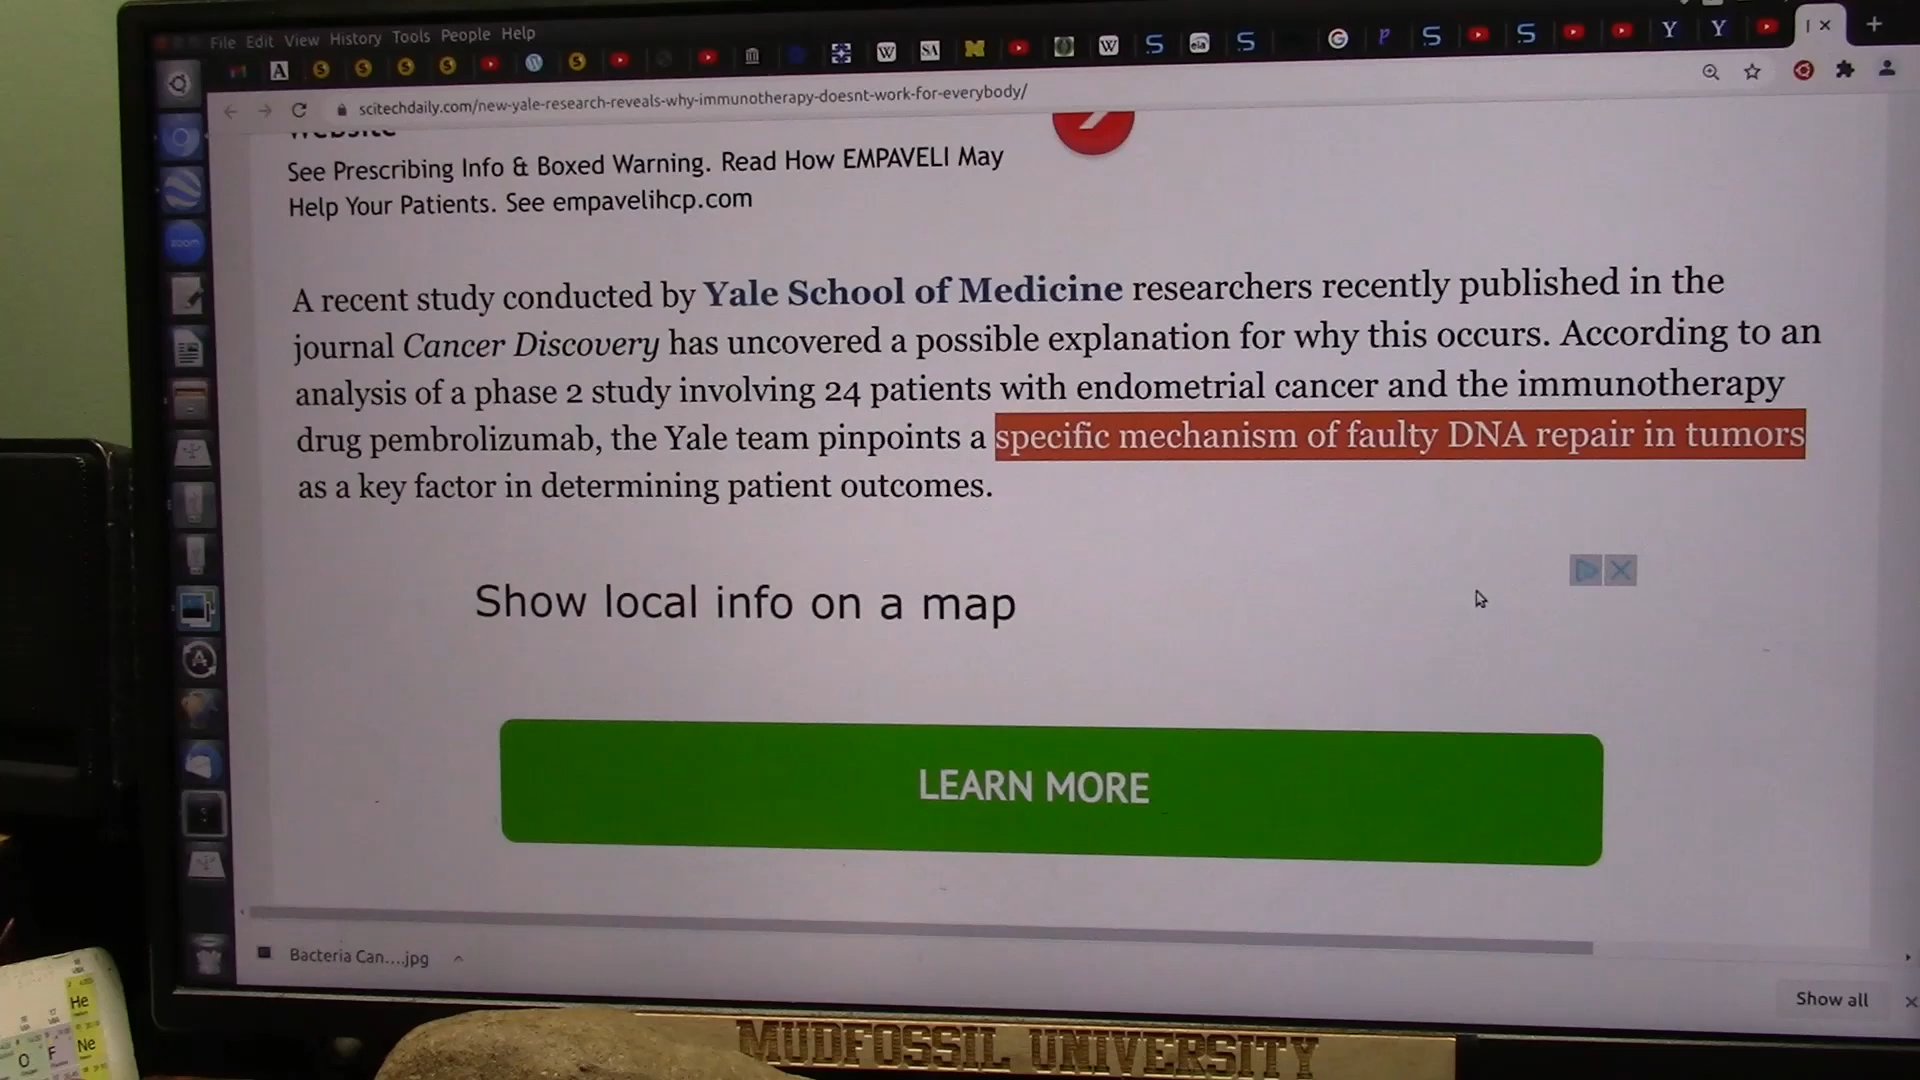 File Edit View History Tools People Help
scitechdaily.com/new-yale-research-reveals-why-immunotherapy-doesnt-work-for-everybody/
See Prescribing Info & Boxed Warning. Read How EMPAVELI May
Help Your Patients. See empavelihcp.com
zoom
A recent study conducted by Yale School of Medicine researchers recently published in the
journal Cancer Discovery has uncovered a possible explanation for why this occurs. According to an
analysis of a phase 2 study involving 24 patients with endometrial cancer and the immunotherapy
drug pembrolizumab, the Yale team pinpoints a specific mechanism of faulty DNA repair in tumors
as a key factor in determining patient outcomes.
Show local info on a map
LEARN MORE
Bacteria Can....jpg
Show all
He
O F Ne
MUDFOSSIL UNIVERSITY